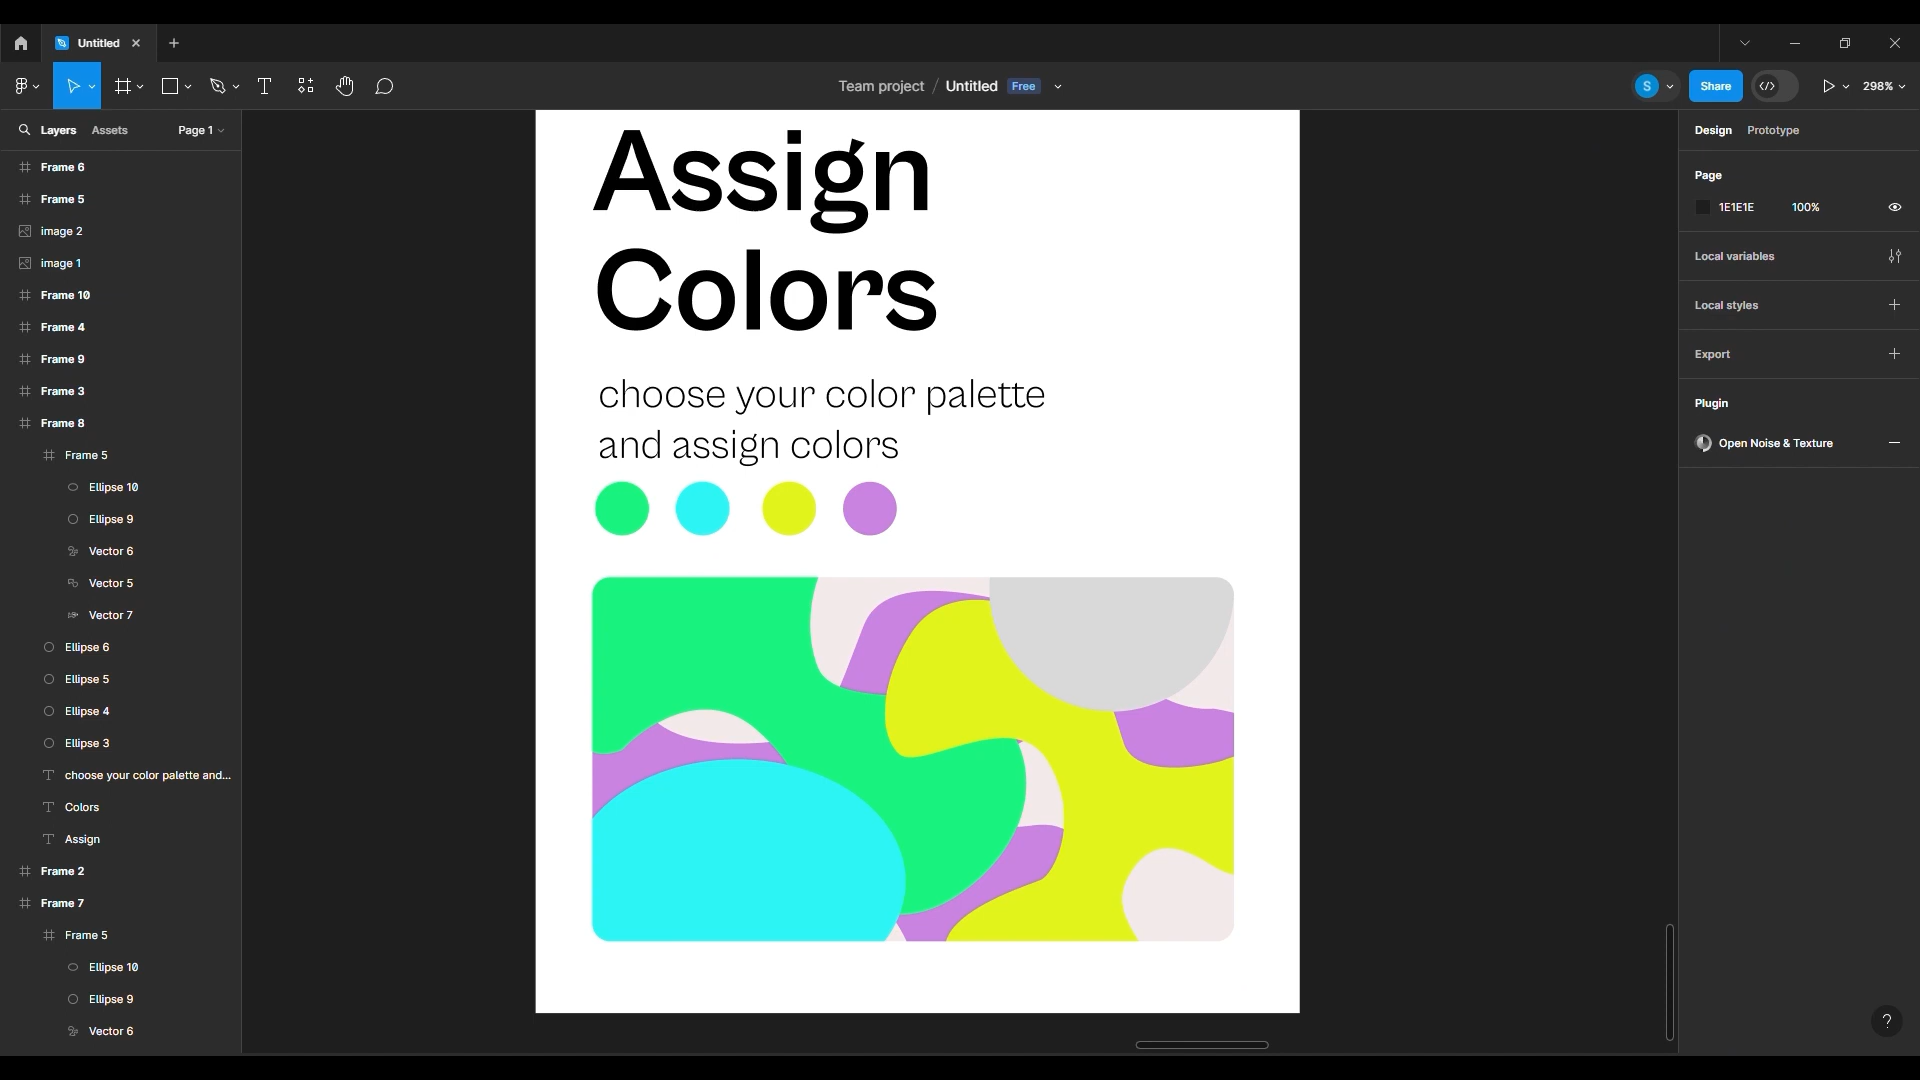 Untitled
Team project / Untitled Free
S
Share
298%
Layers Assets Page 1
Frame 6
Frame 5
image 2
image 1
Frame 10
Frame 4
Frame 9
Frame 3
Frame 8
Frame 5
Ellipse 10
Ellipse 9
Vector 6
Vector 5
Vector 7
Ellipse 6
Ellipse 5
Ellipse 4
Ellipse 3
choose your color palette and...
Colors
Assign
Frame 2
Frame 7
Frame 5
Ellipse 10
Ellipse 9
Vector 6
Assign
Colors
choose your color palette
and assign colors
Design Prototype
Page
1E1E1E 100%
Local variables
Local styles
Export
Plugin
Open Noise & Texture
?